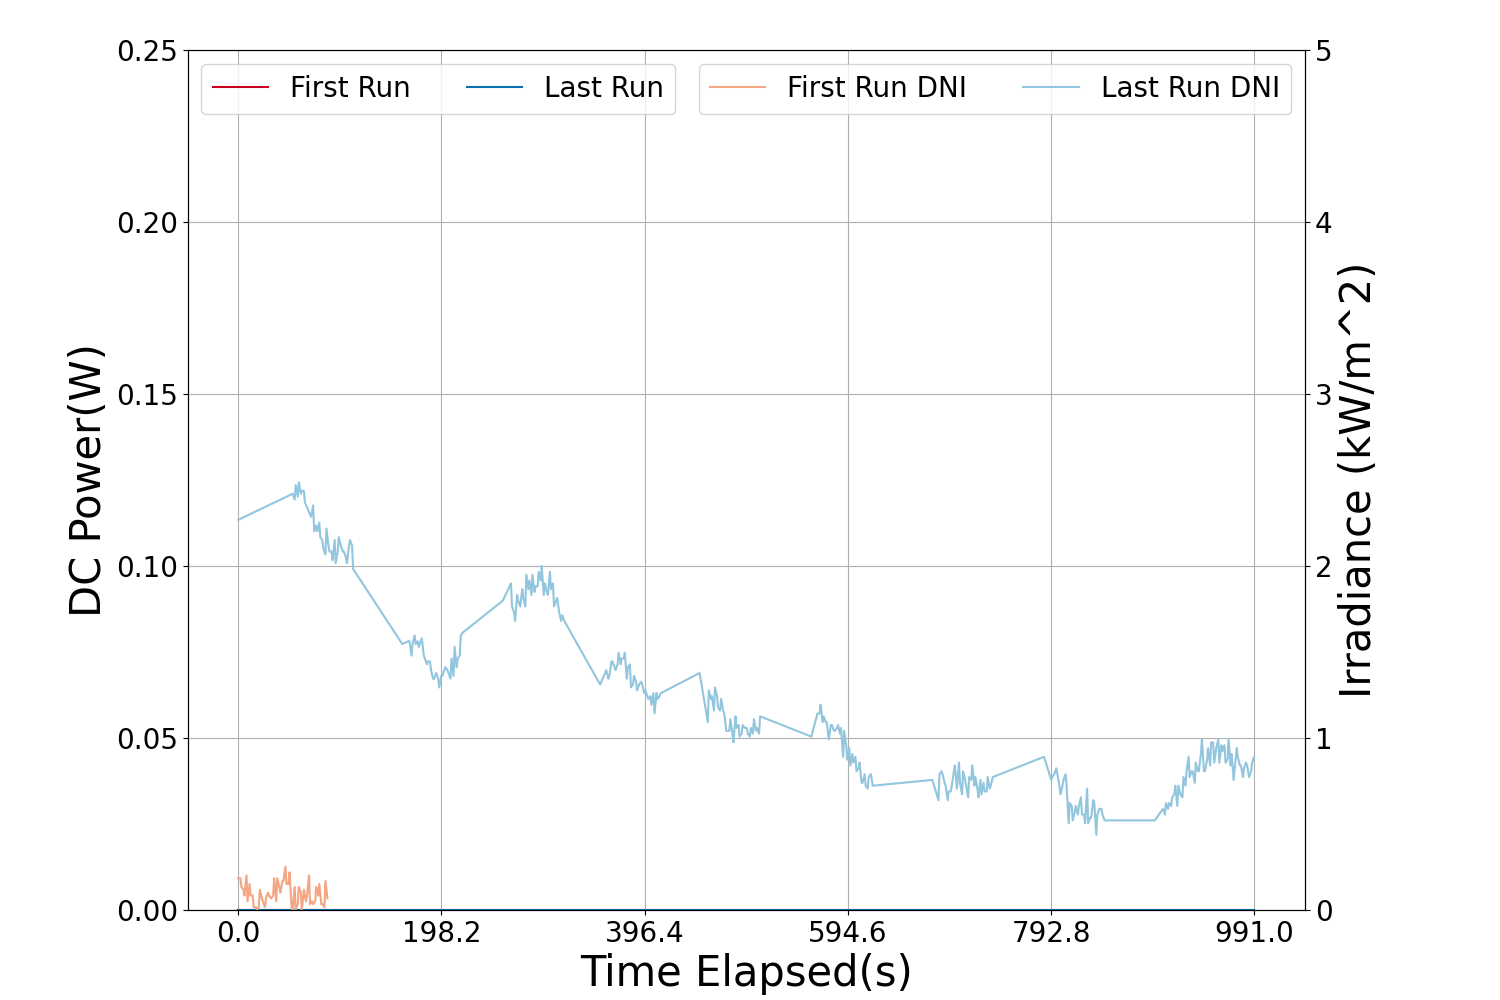 First Run
Last Run
First Run DNI
Last Run DNI
DC Power(W)
0.25
0.20
0.15
0.10
0.05
0.00
5
4
3
2
1
0
Irradiance (kW/m^2)
0.0 198.2 396.4 594.6 792.8 991.0
Time Elapsed(s)